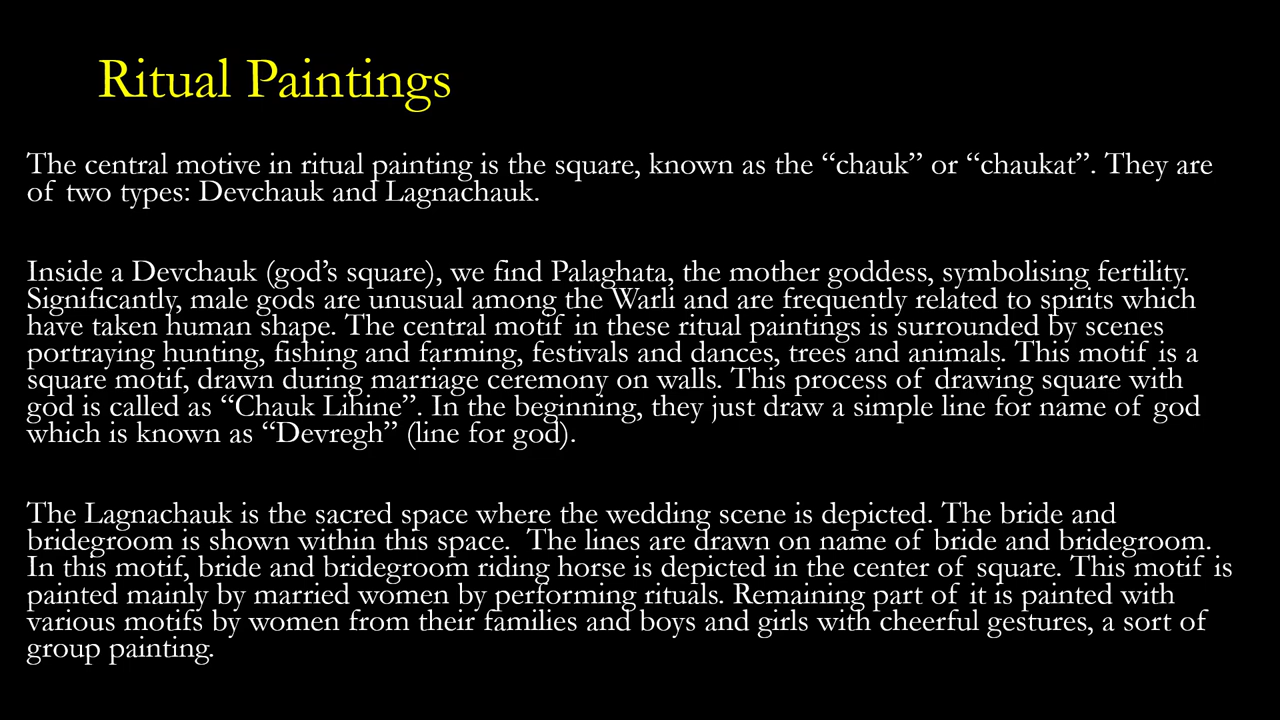 Ritual Paintings
The central motive in ritual painting is the square, known as the “chauk” or “chaukat”. They are
of two types: Devchauk and Lagnachauk.
Inside a Devchauk (god’s square), we find Palaghata, the mother goddess, symbolising fertility.
Significantly, male gods are unusual among the Warli and are frequently related to spirits which
have taken human shape. The central motif in these ritual paintings is surrounded by scenes
portraying hunting, fishing and farming, festivals and dances, trees and animals. This motif is a
square motif, drawn during marriage ceremony on walls. This process of drawing square with
god is called as “Chauk Lihine”. In the beginning, they just draw a simple line for name of god
which is known as “Devregh” (line for god).
The Lagnachauk is the sacred space where the wedding scene is depicted. The bride and
bridegroom is shown within this space. The lines are drawn on name of bride and bridegroom.
In this motif, bride and bridegroom riding horse is depicted in the center of square. This motif is
painted mainly by married women by performing rituals. Remaining part of it is painted with
various motifs by women from their families and boys and girls with cheerful gestures, a sort of
group painting.